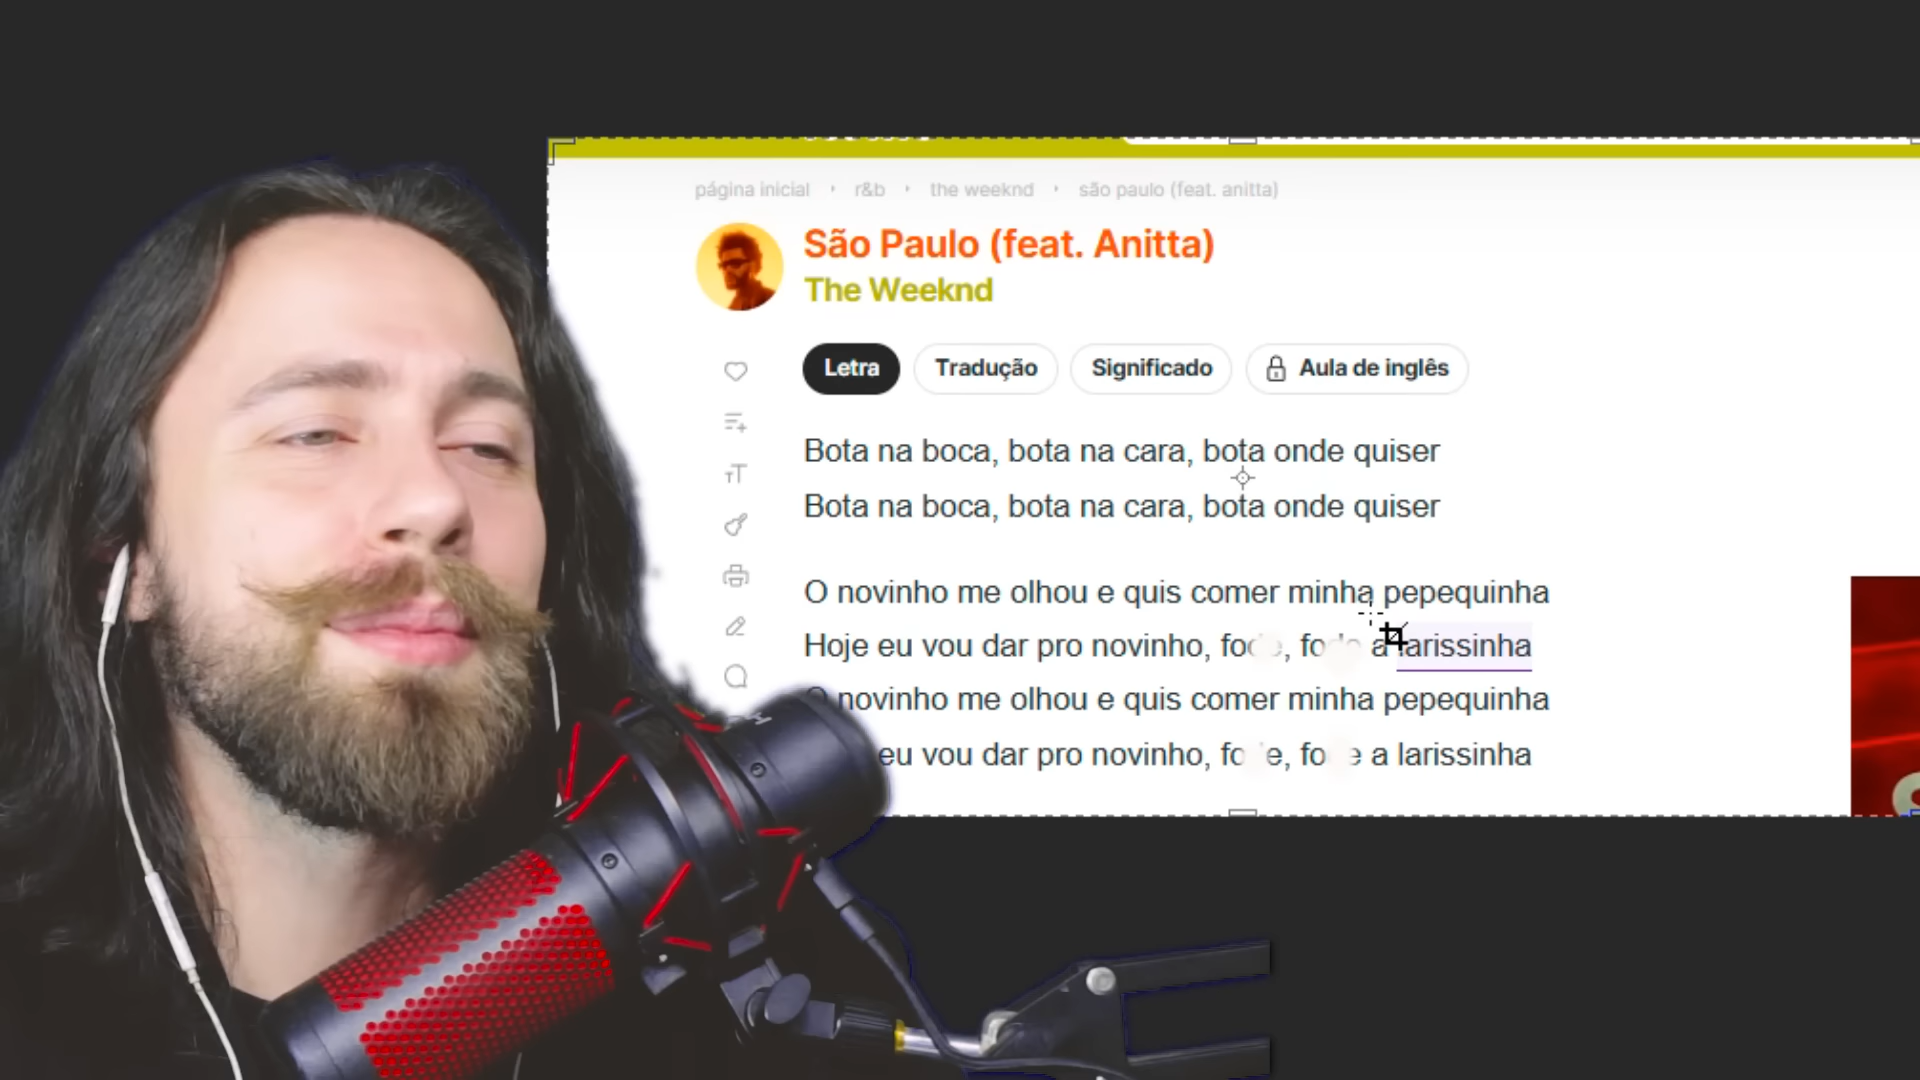 página inicial · r&b · the weeknd · são paulo (feat. anitta)
São Paulo (feat. Anitta)
The Weeknd
Letra Tradução Significado Aula de inglês
Bota na boca, bota na cara, bota onde quiser
Bota na boca, bota na cara, bota onde quiser
O novinho me olhou e quis comer minha pepequinha
Hoje eu vou dar pro novinho, a larissinha
novinho me olhou e quis comer minha pepequinha
eu vou dar pro novinho, a larissinha